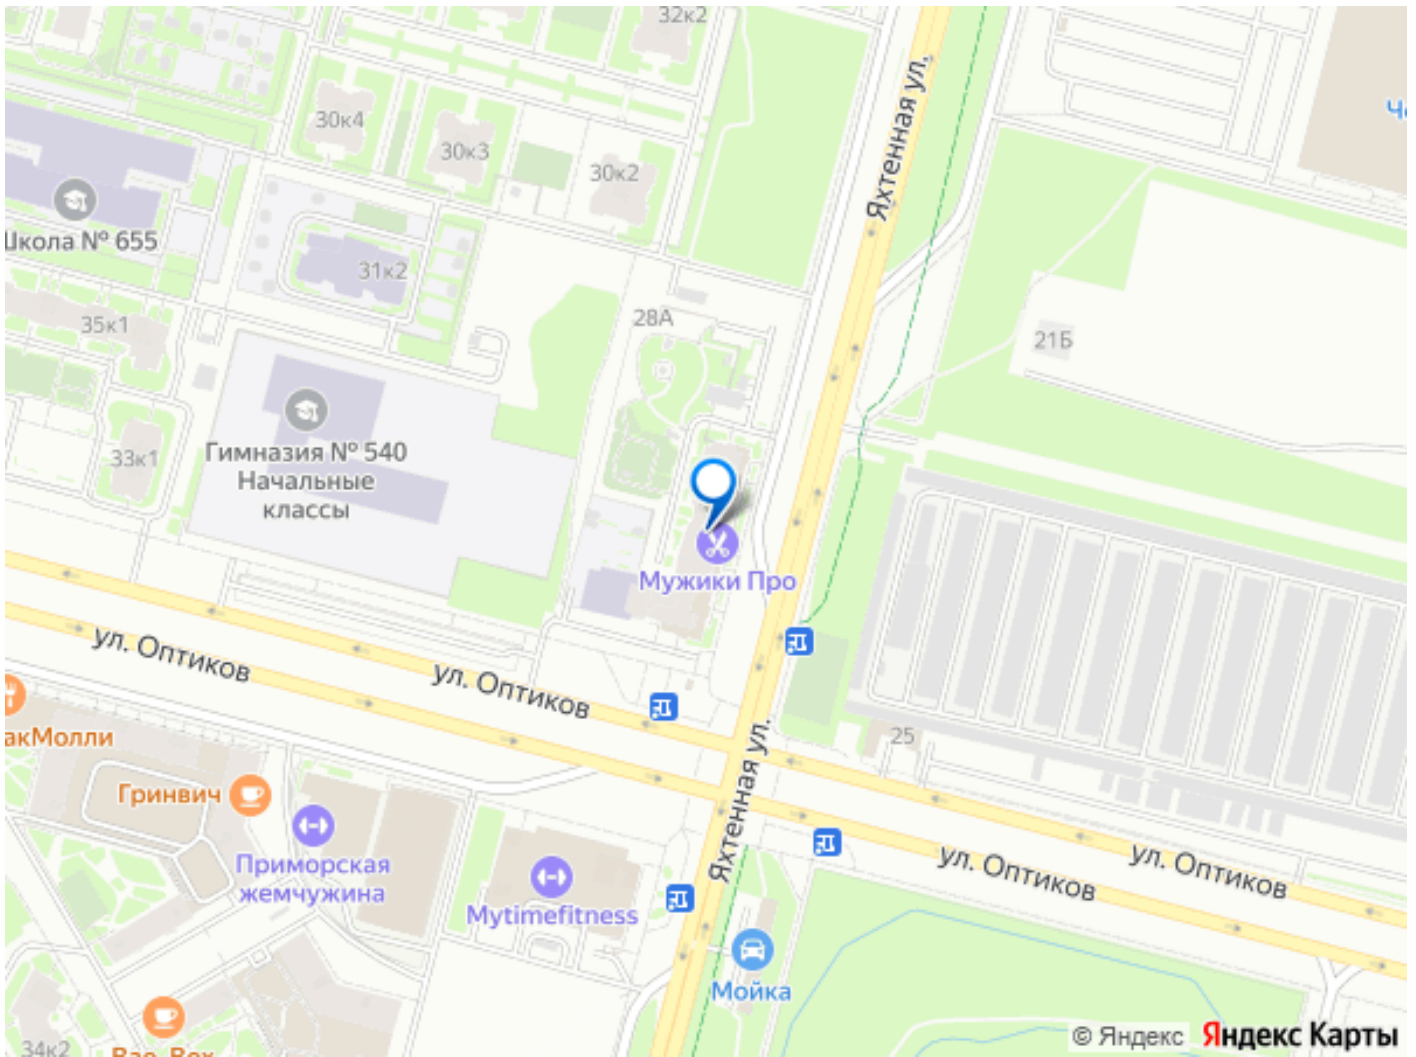 32к2
Яхтенная ул.
30к4
30к3
30к2
Школа № 655
31к2
28А
35к1
21Б
Гимназия № 540
Начальные
классы
33к1
Мужики Про
ул. Оптиков
ул. Оптиков
Яхтенная ул.
25
Гринвич
Приморская
жемчужина
Mytimefitness
ул. Оптиков
ул. Оптиков
Мойка
34к2
© Яндекс Яндекс Карты